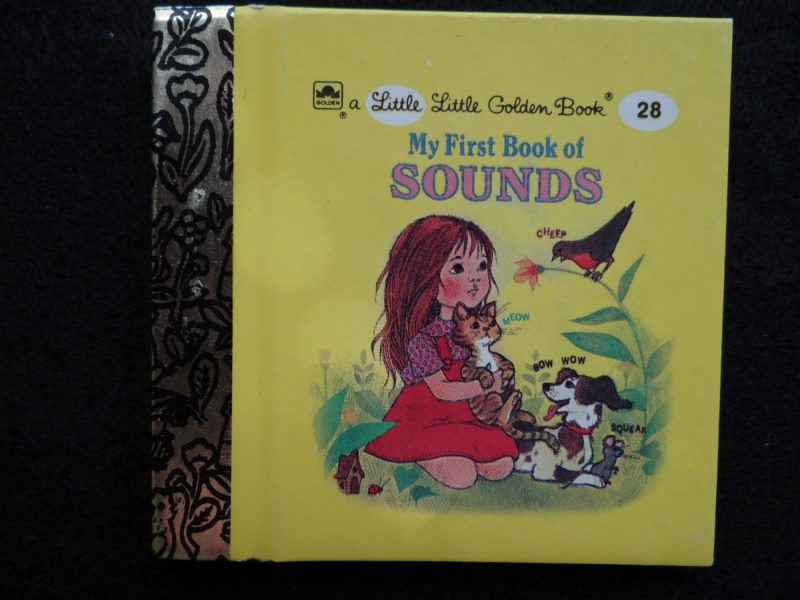 GOLDEN
®
a Little Little Golden Book® 28
My First Book of
SOUNDS
CHEEP
MEOW
BOW WOW
SQUEAK